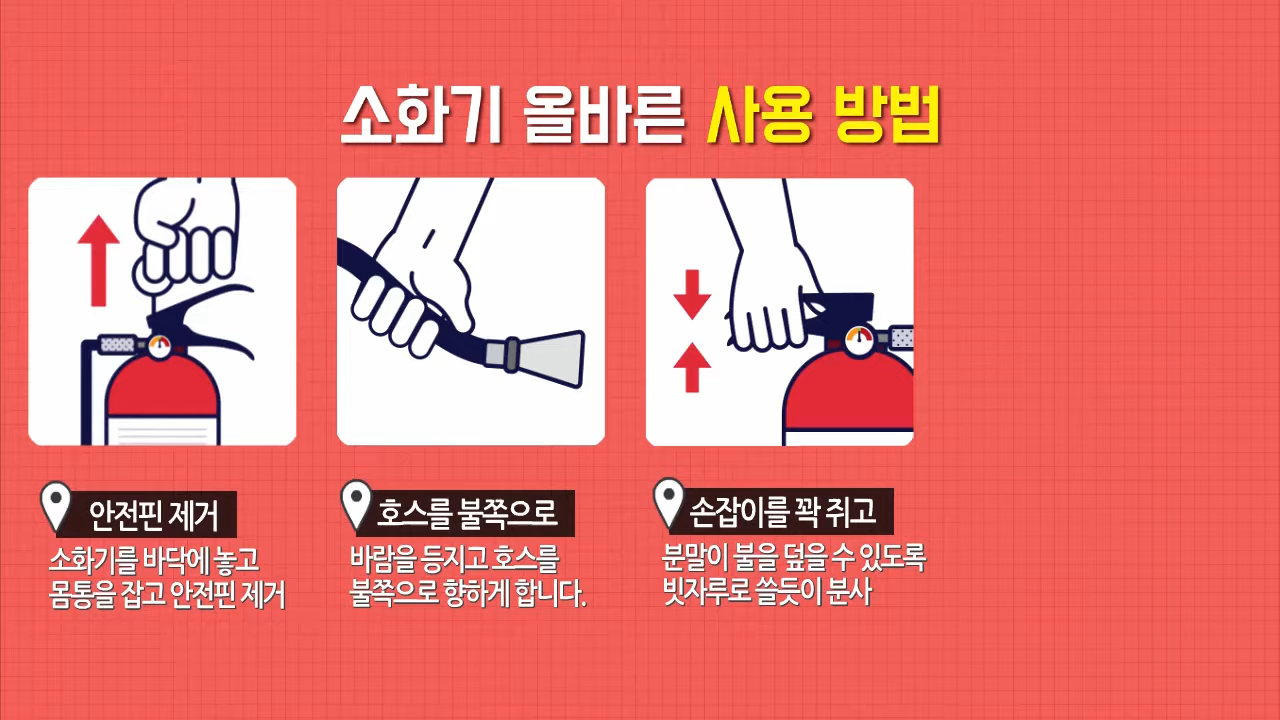 소화기 올바른 사용 방법
안전핀 제거
소화기를 바닥에 놓고
몸통을 잡고 안전핀 제거
호스를 불쪽으로
바람을 등지고 호스를
불쪽으로 향하게 합니다.
손잡이를 꽉 쥐고
분말이 불을 덮을 수 있도록
빗자루로 쓸듯이 분사